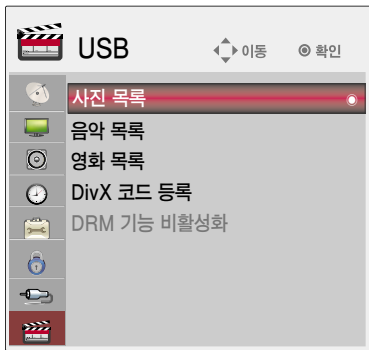 USB 이동 확인
사진 목록
음악 목록
영화 목록
DivX 코드 등록
DRM 기능 비활성화